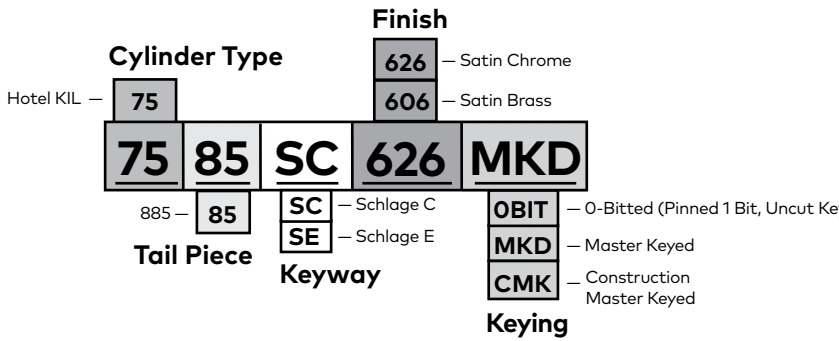 Finish
Cylinder Type
626 — Satin Chrome
Hotel KIL — 75
606 — Satin Brass
75 85 SC 626 MKD
885 — 85
SC — Schlage C
SE — Schlage E
0BIT — 0-Bitted (Pinned 1 Bit, Uncut
MKD — Master Keyed
CMK — Construction
Master Keyed
Tail Piece
Keyway
Keying